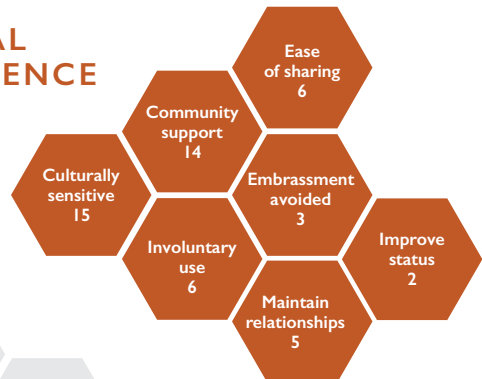 AL
ENCE
Ease
of sharing
6
Community
support
14
Culturally
sensitive
15
Embrassment
avoided
3
Involuntary
use
6
Improve
status
2
Maintain
relationships
5